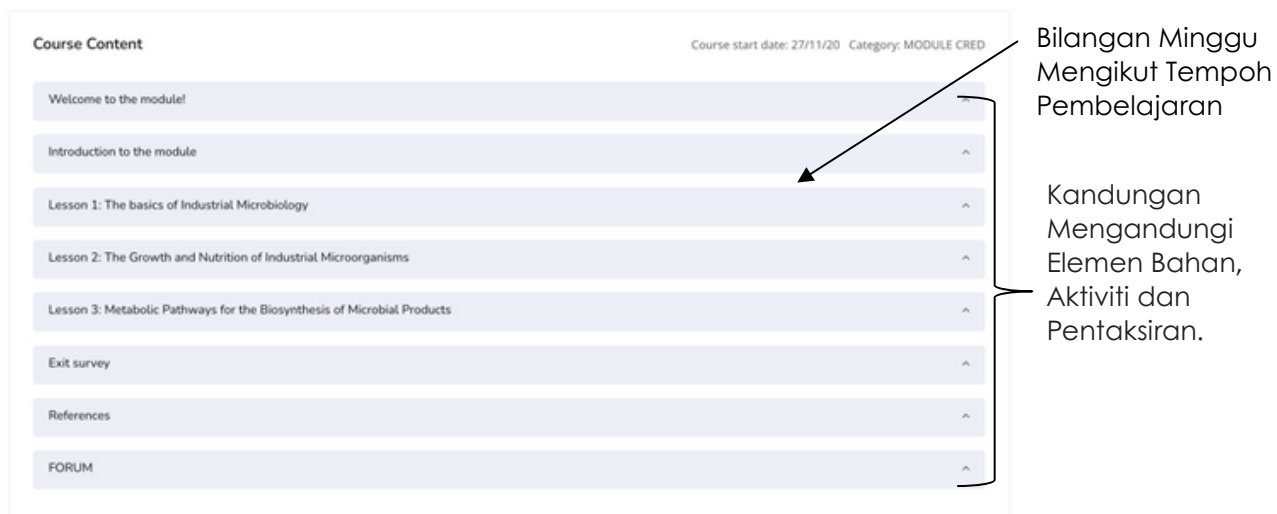 Course Content
Course start date: 27/11/20 Category: MODULE CRED
Welcome to the module!
Introduction to the module
Lesson 1: The basics of Industrial Microbiology
Lesson 2: The Growth and Nutrition of Industrial Microorganisms
Lesson 3: Metabolic Pathways for the Biosynthesis of Microbial Products
Exit survey
References
FORUM
Bilangan Minggu
Mengikut Tempoh
Pembelajaran
Kandungan
Mengandungi
Elemen Bahan,
Aktiviti dan
Pentaksiran.